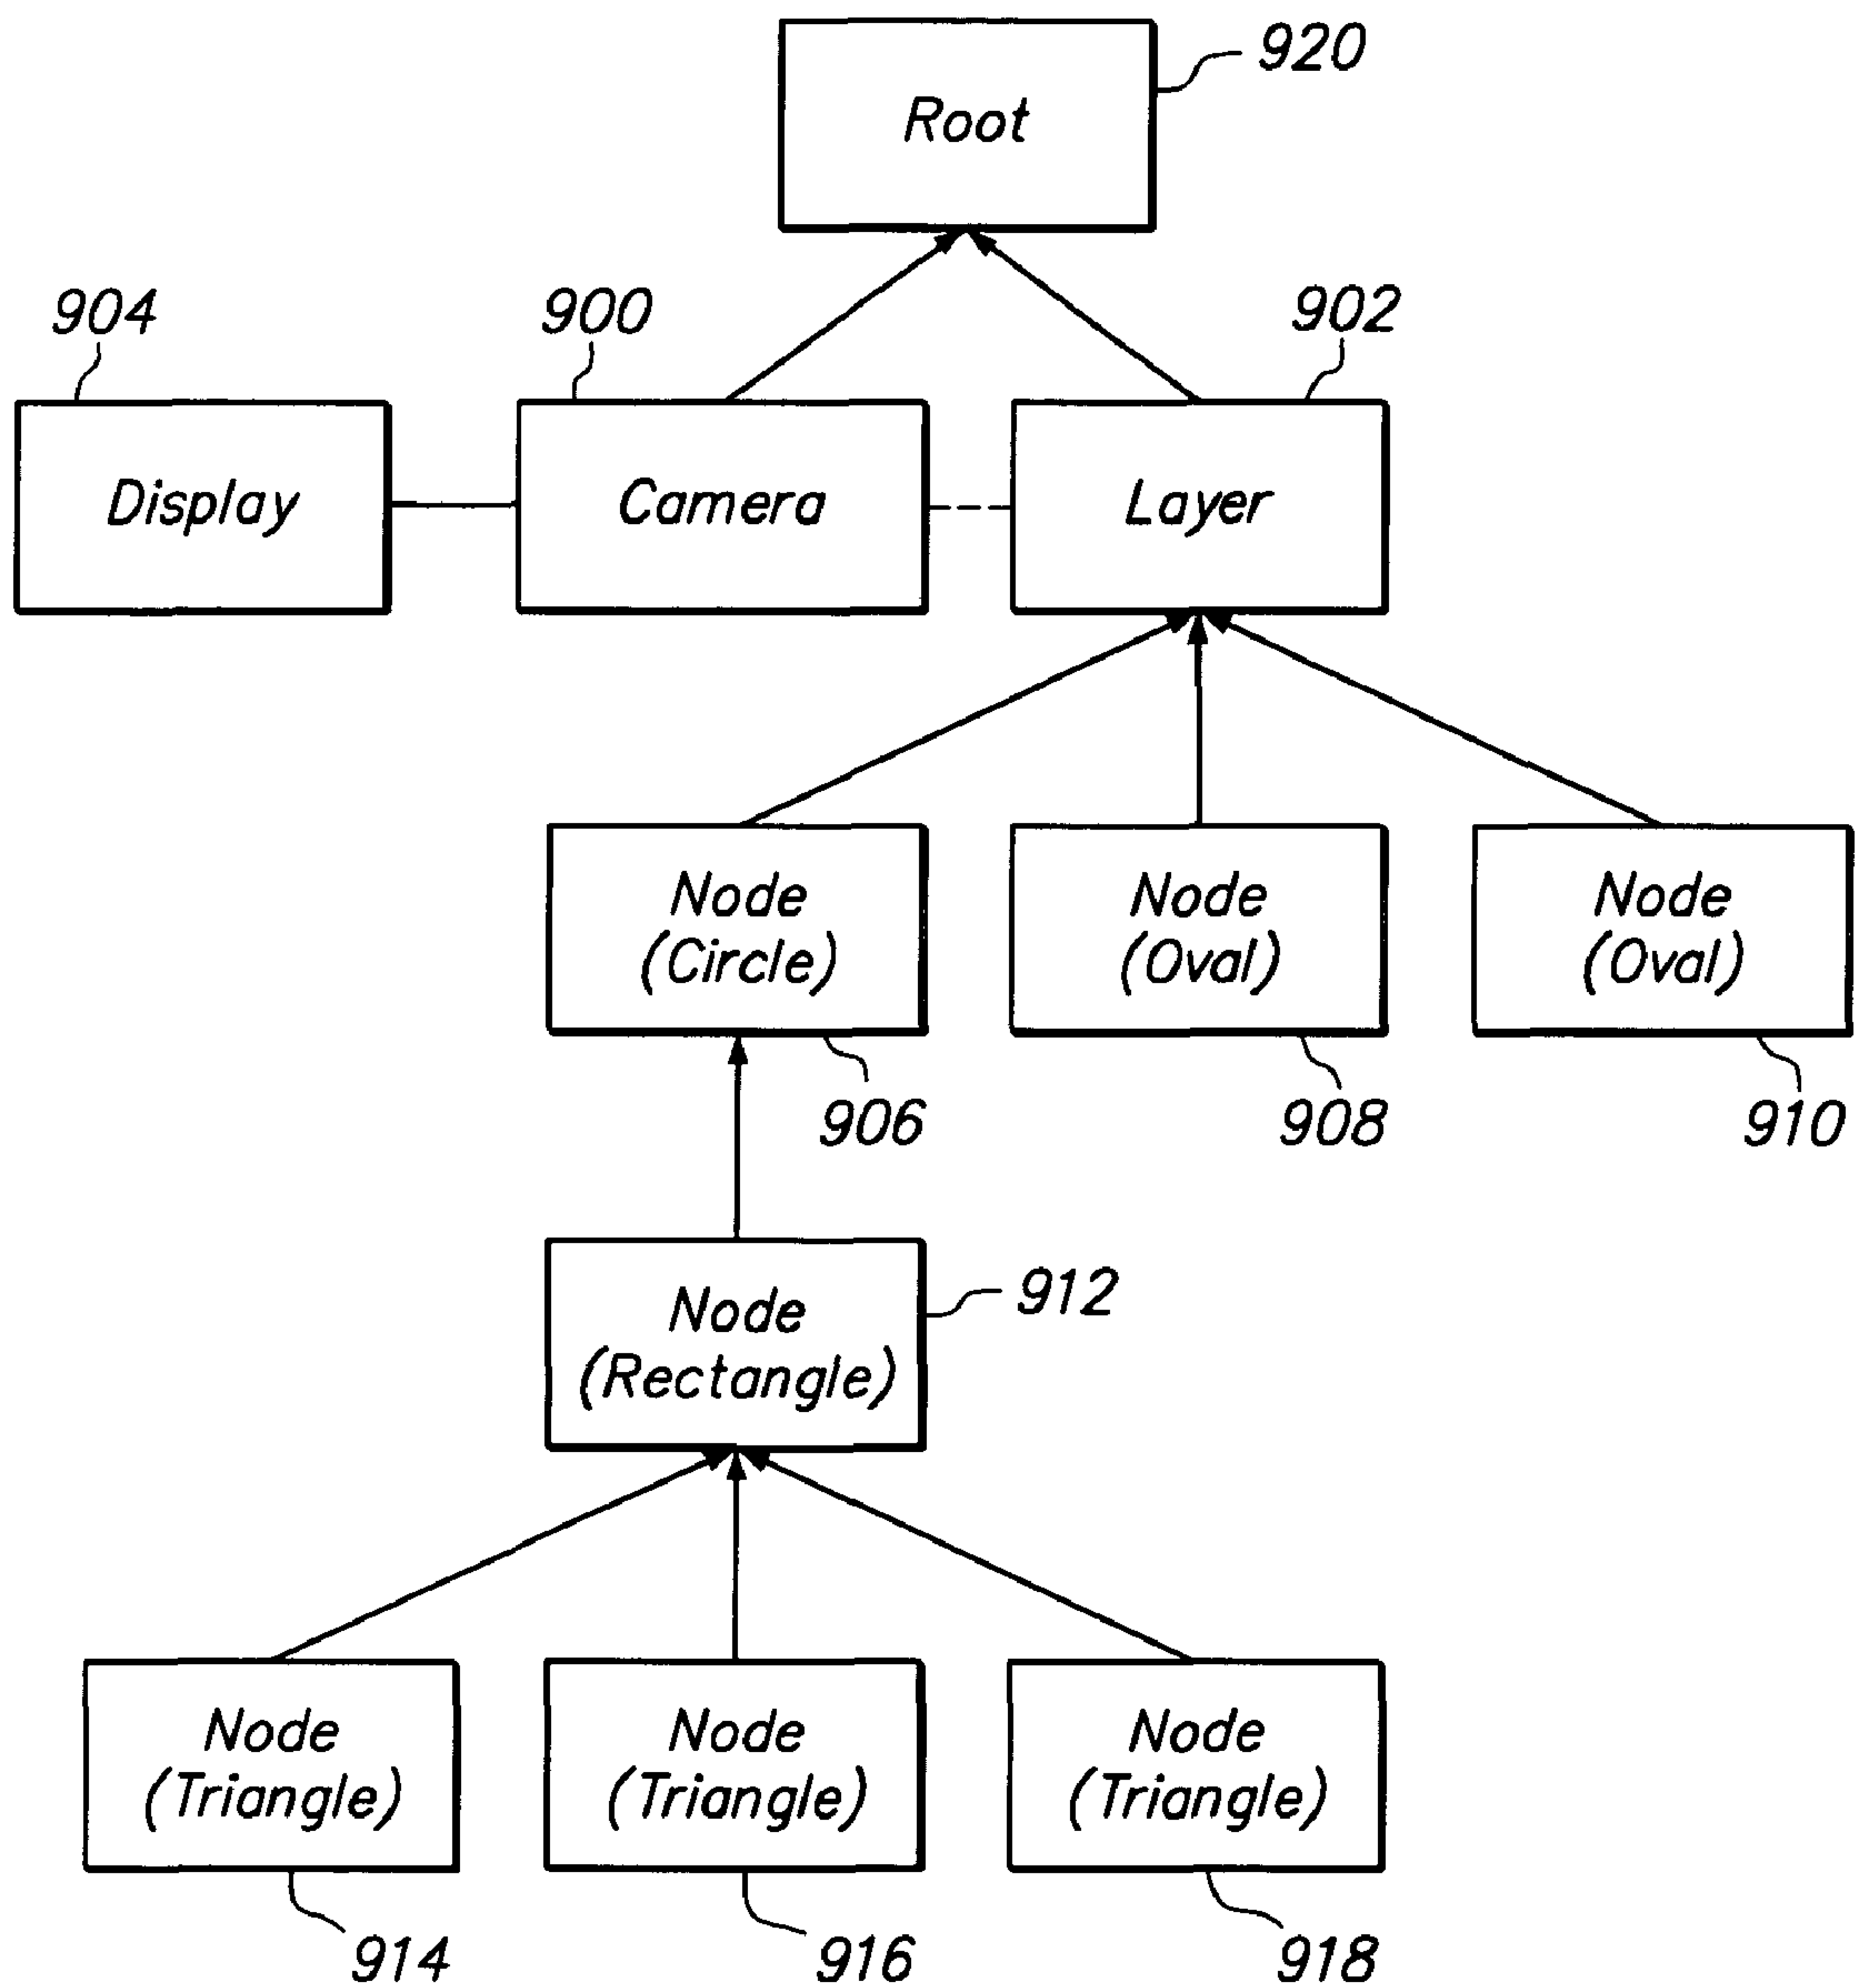 920
Root
904
900
902
Display
Camera
Layer
Node
(Circle)
Node
(Oval)
Node
(Oval)
906
908
910
Node
(Rectangle)
912
Node
(Triangle)
Node
(Triangle)
Node
(Triangle)
914
916
918